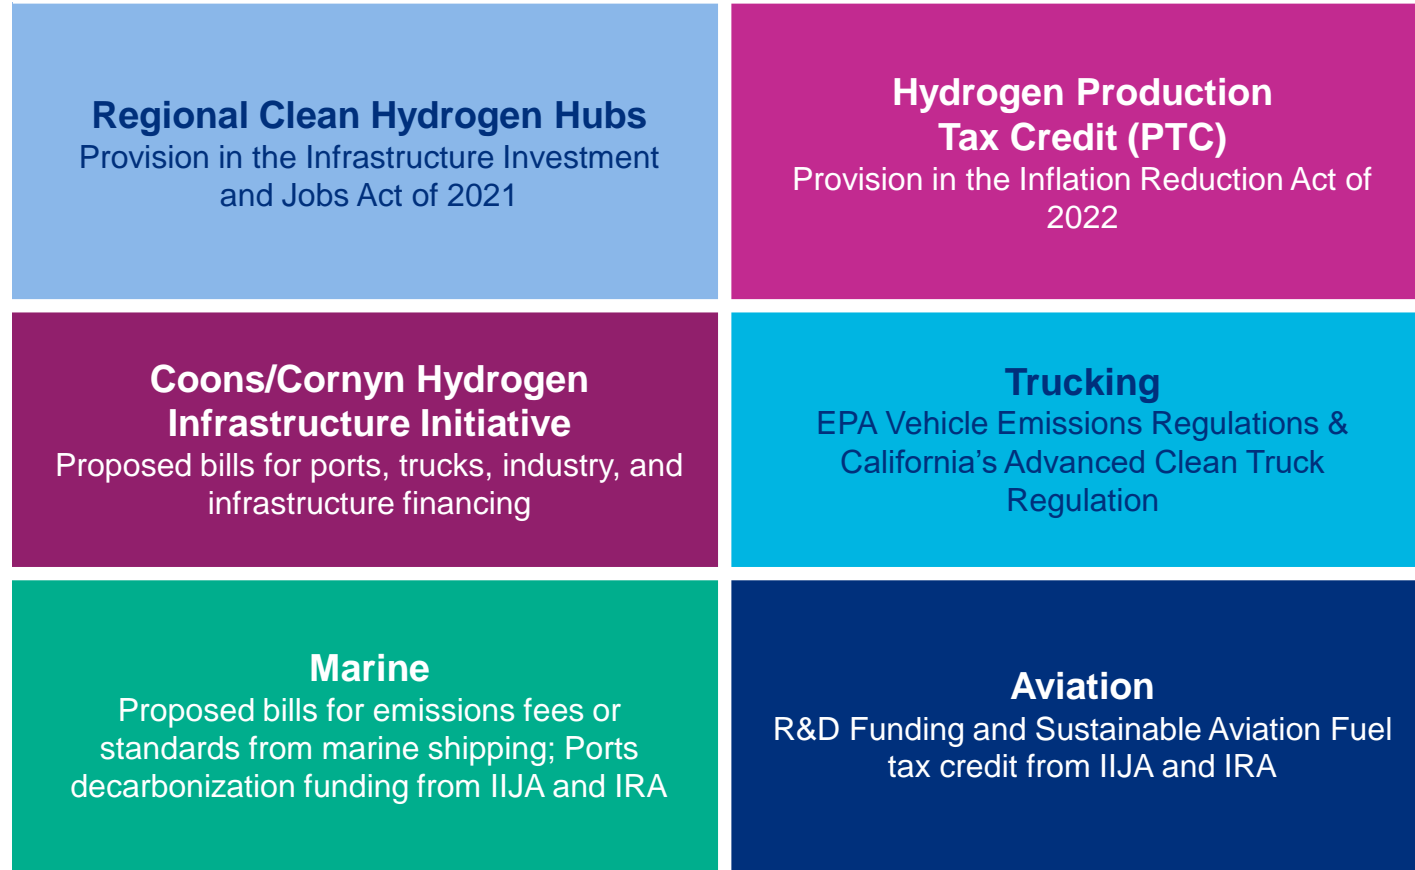 Regional Clean Hydrogen Hubs
Provision in the Infrastructure Investment
and Jobs Act of 2021
Hydrogen Production
Tax Credit (PTC)
Provision in the Inflation Reduction Act of
2022
Coons/Cornyn Hydrogen
Infrastructure Initiative
Proposed bills for ports, trucks, industry, and
infrastructure financing
Trucking
EPA Vehicle Emissions Regulations &
California's Advanced Clean Truck
Regulation
Marine
Proposed bills for emissions fees or
standards from marine shipping; Ports
decarbonization funding from IIJA and IRA
Aviation
R&D Funding and Sustainable Aviation Fuel
tax credit from IIJA and IRA